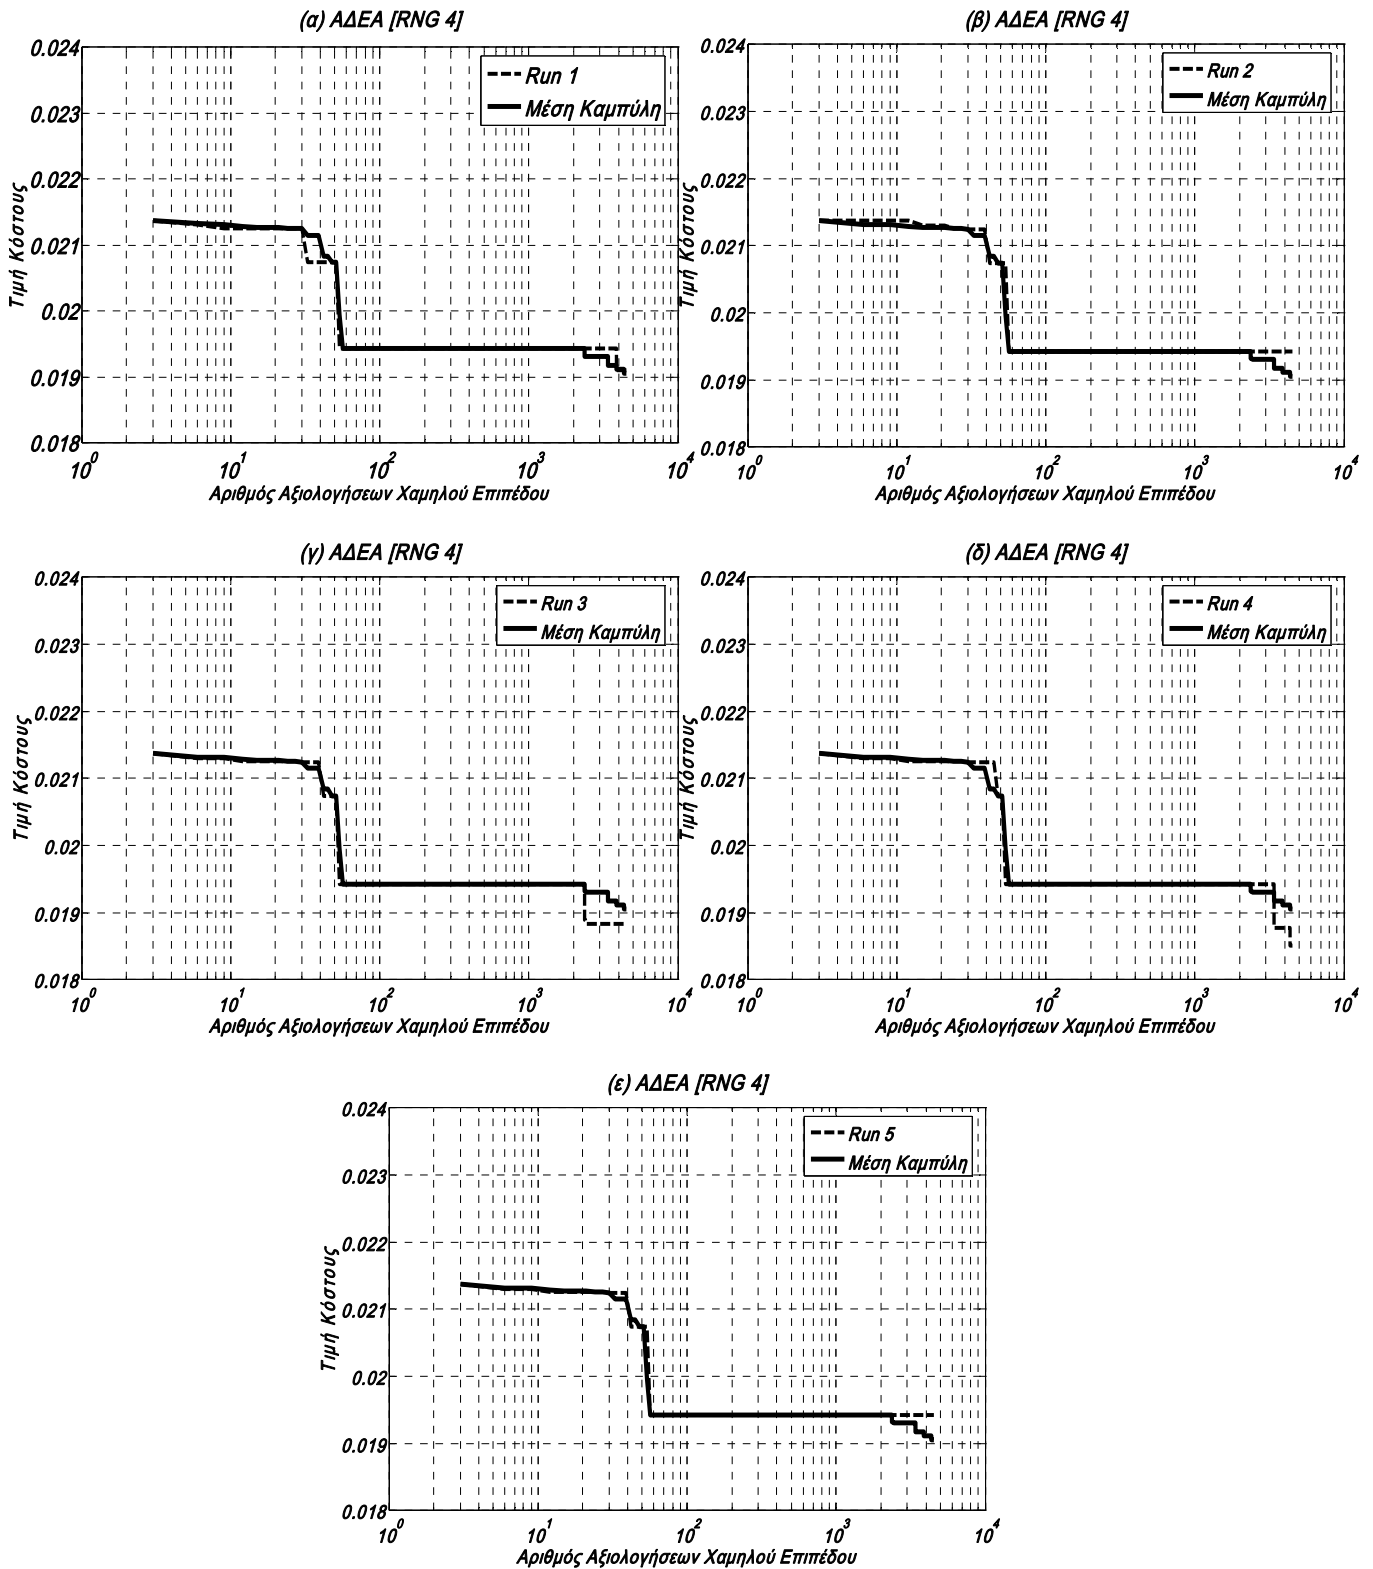 (α) ΑΔΕΑ [RNG 4]
0.024
0.023
0.022
0.021
0.02
0.019
0.018
Τιμή Κόστους
Run 1
Μέση Καμπύλη
10^0 10^1 10^2 10^3 10^4
Αριθμός Αξιολογήσεων Χαμηλού Επιπέδου
(β) ΑΔΕΑ [RNG 4]
0.024
0.023
0.022
0.021
0.02
0.019
0.018
Τιμή Κόστους
Run 2
Μέση Καμπύλη
10^0 10^1 10^2 10^3 10^4
Αριθμός Αξιολογήσεων Χαμηλού Επιπέδου
(γ) ΑΔΕΑ [RNG 4]
0.024
0.023
0.022
0.021
0.02
0.019
0.018
Τιμή Κόστους
Run 3
Μέση Καμπύλη
10^0 10^1 10^2 10^3 10^4
Αριθμός Αξιολογήσεων Χαμηλού Επιπέδου
(δ) ΑΔΕΑ [RNG 4]
0.024
0.023
0.022
0.021
0.02
0.019
0.018
Τιμή Κόστους
Run 4
Μέση Καμπύλη
10^0 10^1 10^2 10^3 10^4
Αριθμός Αξιολογήσεων Χαμηλού Επιπέδου
(ε) ΑΔΕΑ [RNG 4]
0.024
0.023
0.022
0.021
0.02
0.019
0.018
Τιμή Κόστους
Run 5
Μέση Καμπύλη
10^0 10^1 10^2 10^3 10^4
Αριθμός Αξιολογήσεων Χαμηλού Επιπέδου